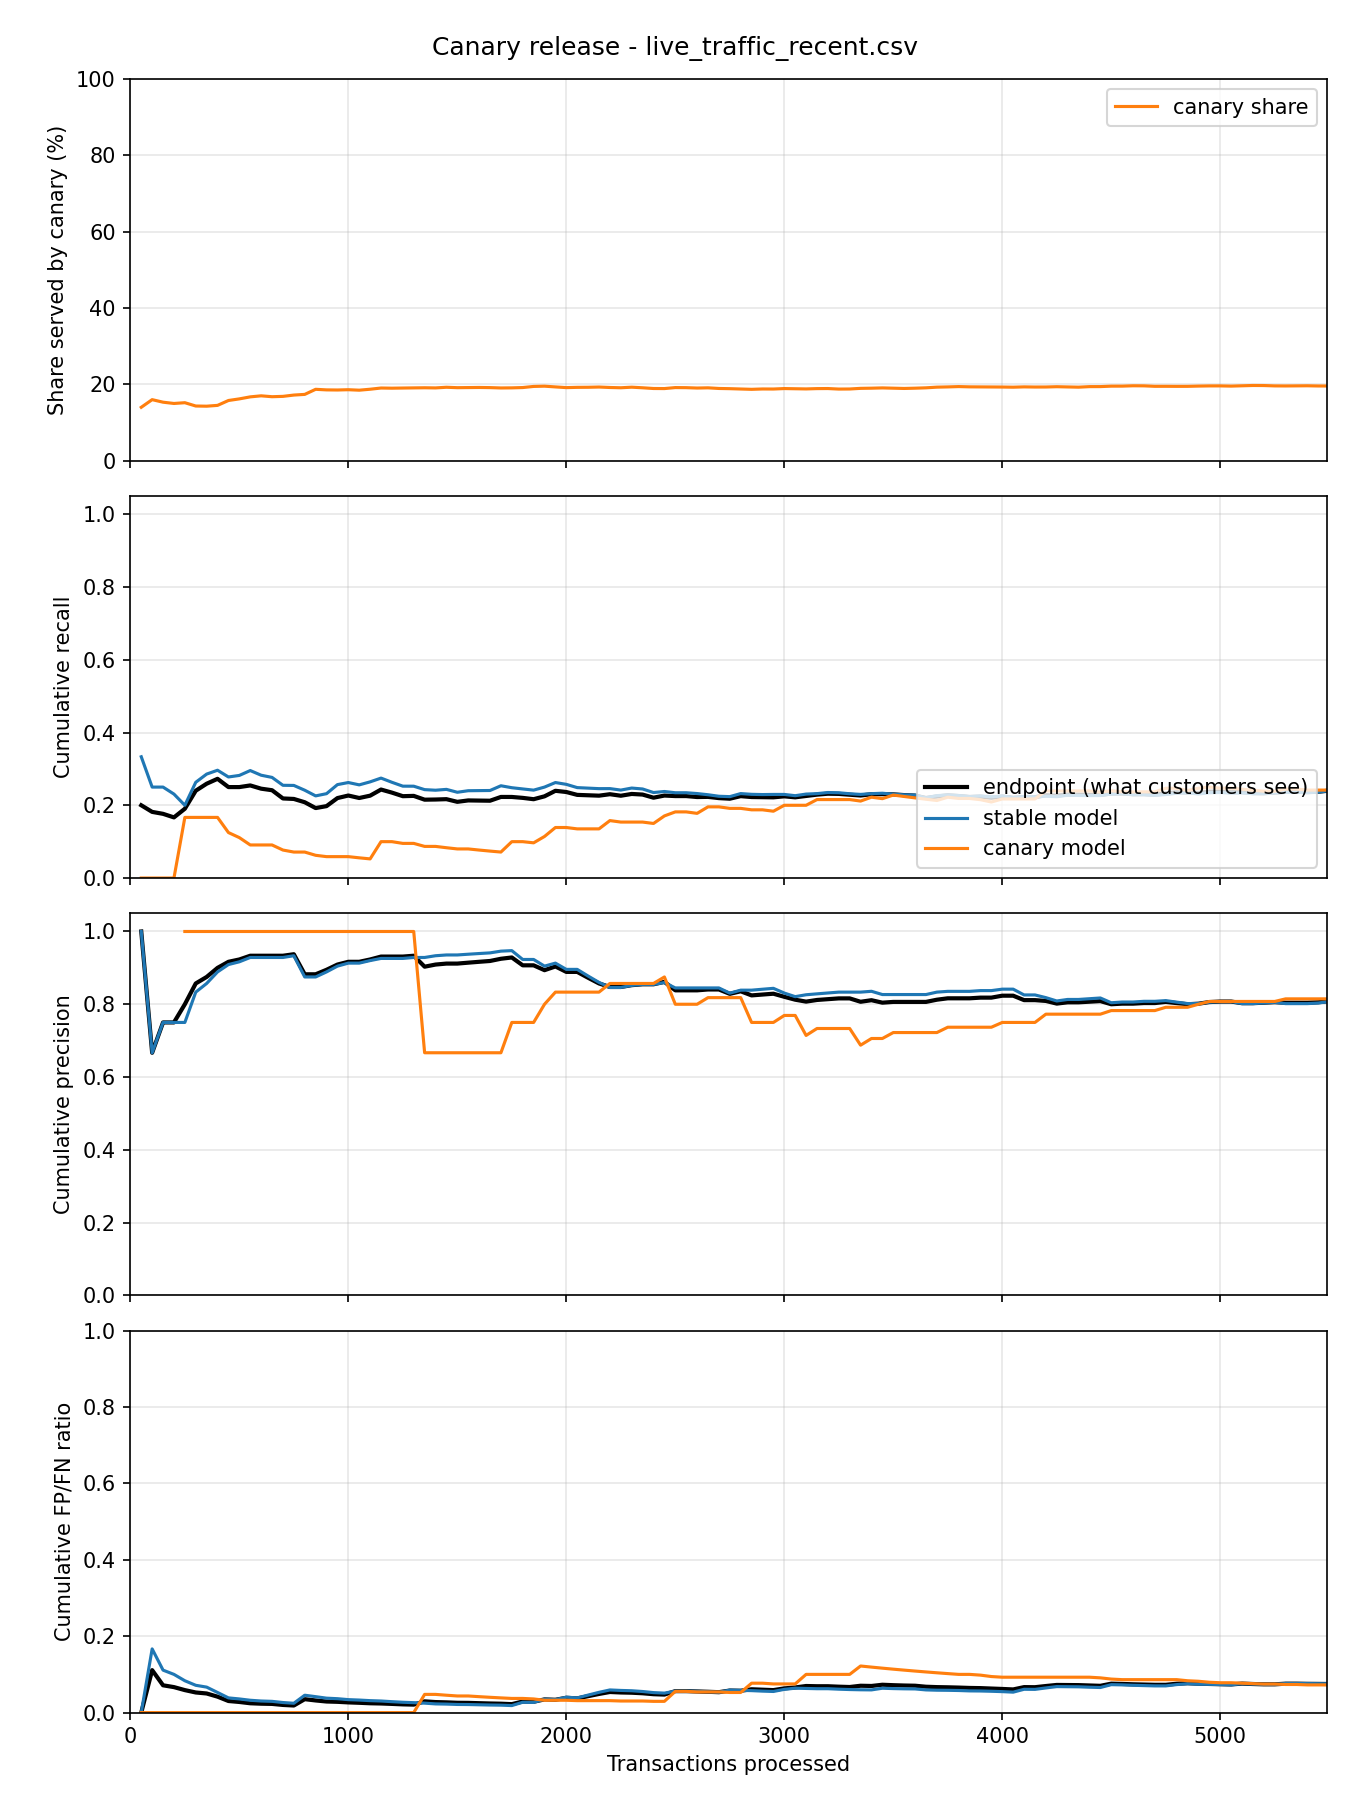 Canary release - live_traffic_recent.csv
Share served by canary (%)
100
80
60
40
20
0
canary share
Cumulative recall
1.0
0.8
0.6
0.4
0.2
0.0
endpoint (what customers see)
stable model
canary model
Cumulative precision
1.0
0.8
0.6
0.4
0.2
0.0
Cumulative FP/FN ratio
1.0
0.8
0.6
0.4
0.2
0.0
0 1000 2000 3000 4000 5000
Transactions processed